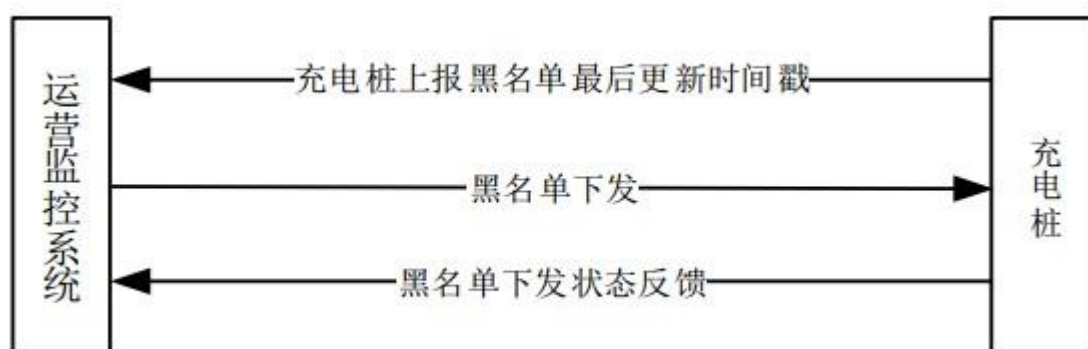 运营监控系统
充电桩上报黑名单最后更新时间戳
黑名单下发
黑名单下发状态反馈
充电桩